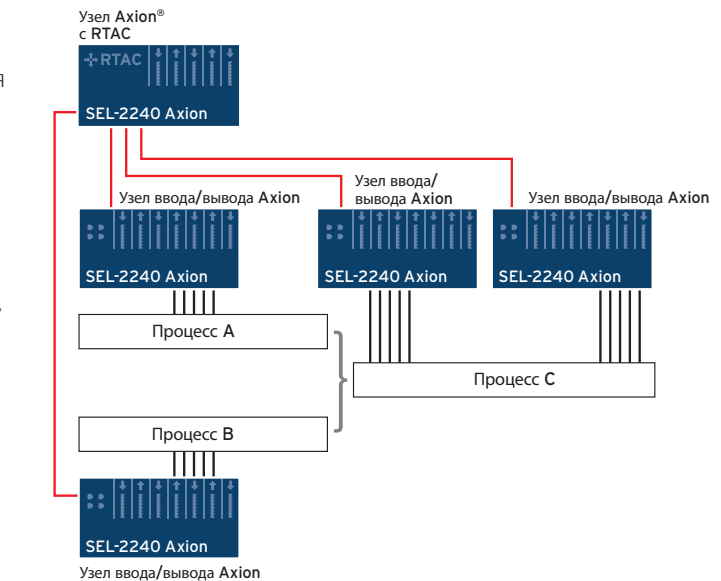 Узел Axion®
с RTAC
RTAC
SEL-2240 Axion
я
Узел ввода/вывода Axion
Узел ввода/
вывода Axion
Узел ввода/вывода Axion
SEL-2240 Axion
SEL-2240 Axion
SEL-2240 Axion
Процесс A
Процесс C
Процесс B
SEL-2240 Axion
Узел ввода/вывода Axion